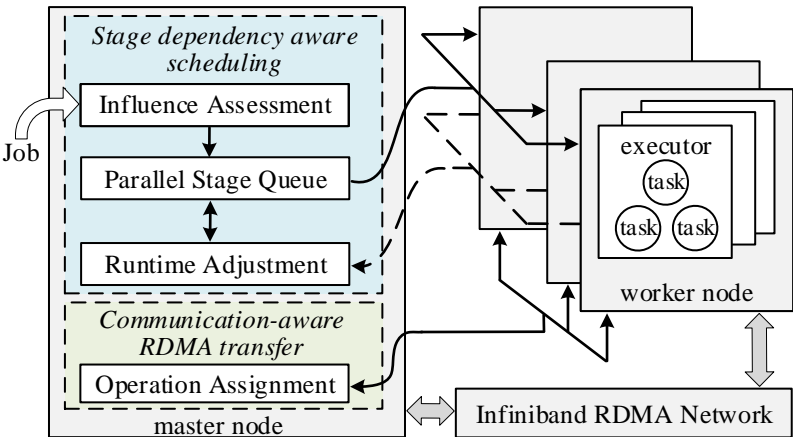 Stage dependency aware
scheduling
Influence Assessment
Job
Parallel Stage Queue
Runtime Adjustment
Communication-aware
RDMA transfer
Operation Assignment
master node
executor
task
task
task
worker node
Infiniband RDMA Network